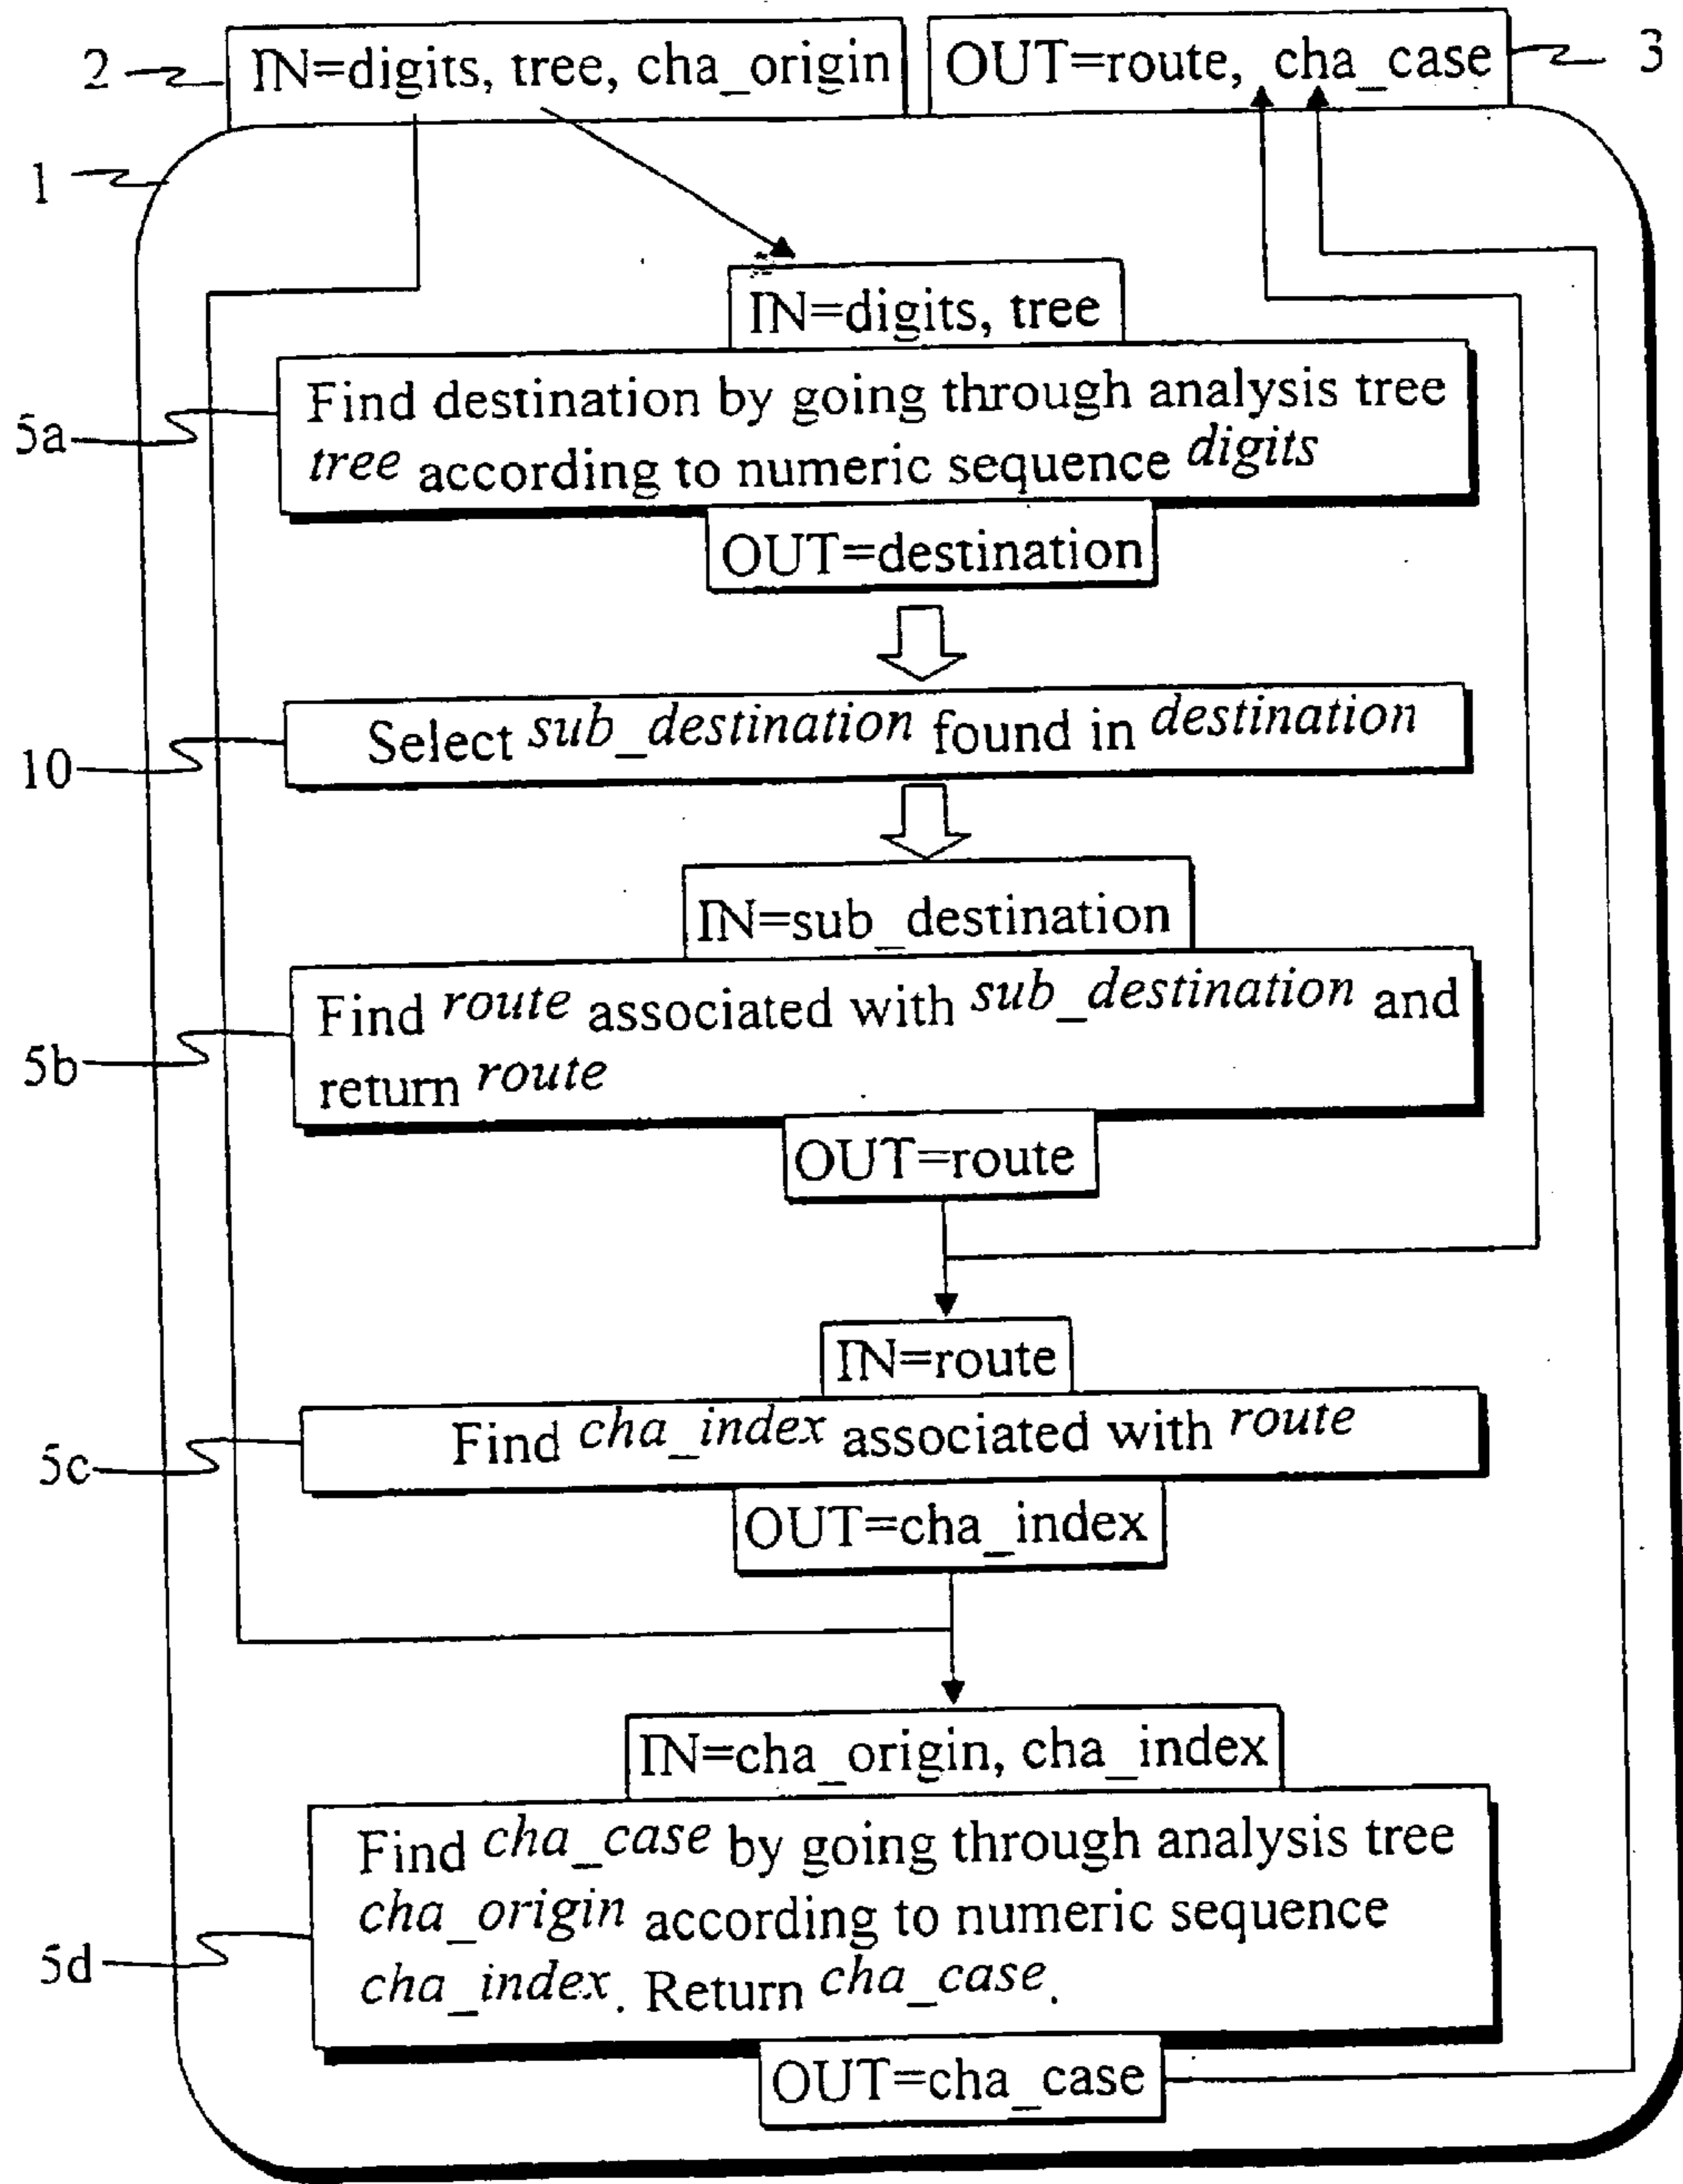 2
IN=digits, tree, cha_origin
OUT=route, cha_case
3
1
IN=digits, tree
5a
Find destination by going through analysis tree
tree according to numeric sequence digits
OUT=destination
10
Select sub_destination found in destination
IN=sub_destination
5b
Find route associated with sub_destination and
return route
OUT=route
IN=route
5c
Find cha_index associated with route
OUT=cha_index
IN=cha_origin, cha_index
5d
Find cha_case by going through analysis tree
cha_origin according to numeric sequence
cha_index. Return cha_case.
OUT=cha_case